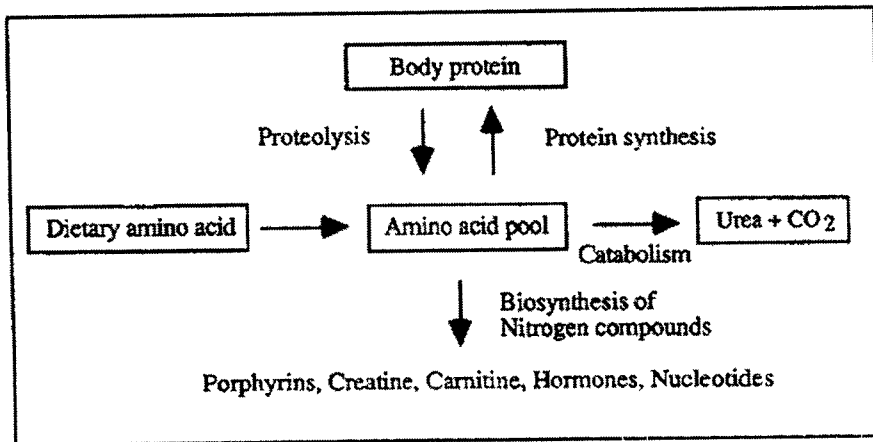 Body protein
Proteolysis
Protein synthesis
Dietary amino acid
Amino acid pool
Urea + CO2
Catabolism
Biosynthesis of
Nitrogen compounds
Porphyrins, Creatine, Carnitine, Hormones, Nucleotides